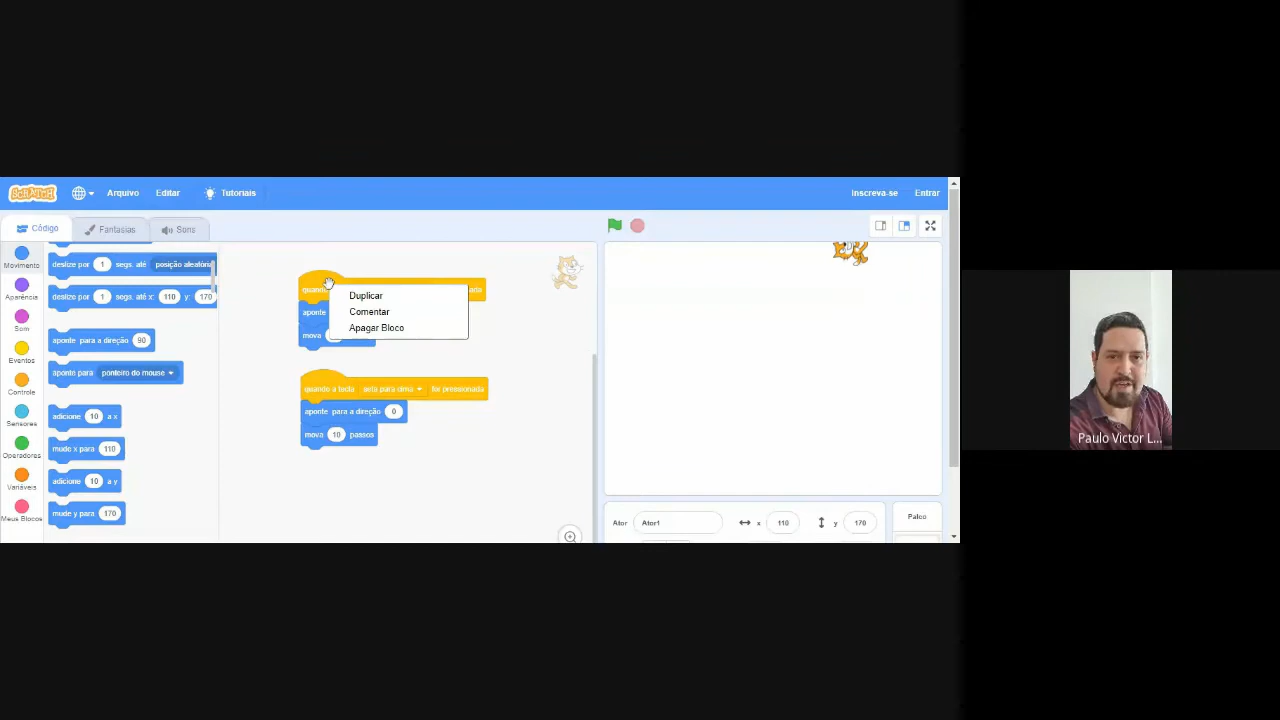 SCRATCH
Arquivo
Editar
Tutoriais
Inscreva-se
Entrar
Código
Fantasias
Sons
Movimento
Aparência
Som
Eventos
Controle
Sensores
Operadores
Variáveis
Meus Blocos
deslize por 1 segs. até posição aleatória
deslize por 1 segs. até x: 110 y: 170
aponte para a direção 90
aponte para ponteiro do mouse
adicione 10 a x
mude x para 110
adicione 10 a y
mude y para 170
aponte
mova
Duplicar
Comentar
Apagar Bloco
quando a tecla seta para cima for pressionada
aponte para a direção 0
mova 10 passos
Ator Ator1 x 110 y 170
Palco
Paulo Victor L...